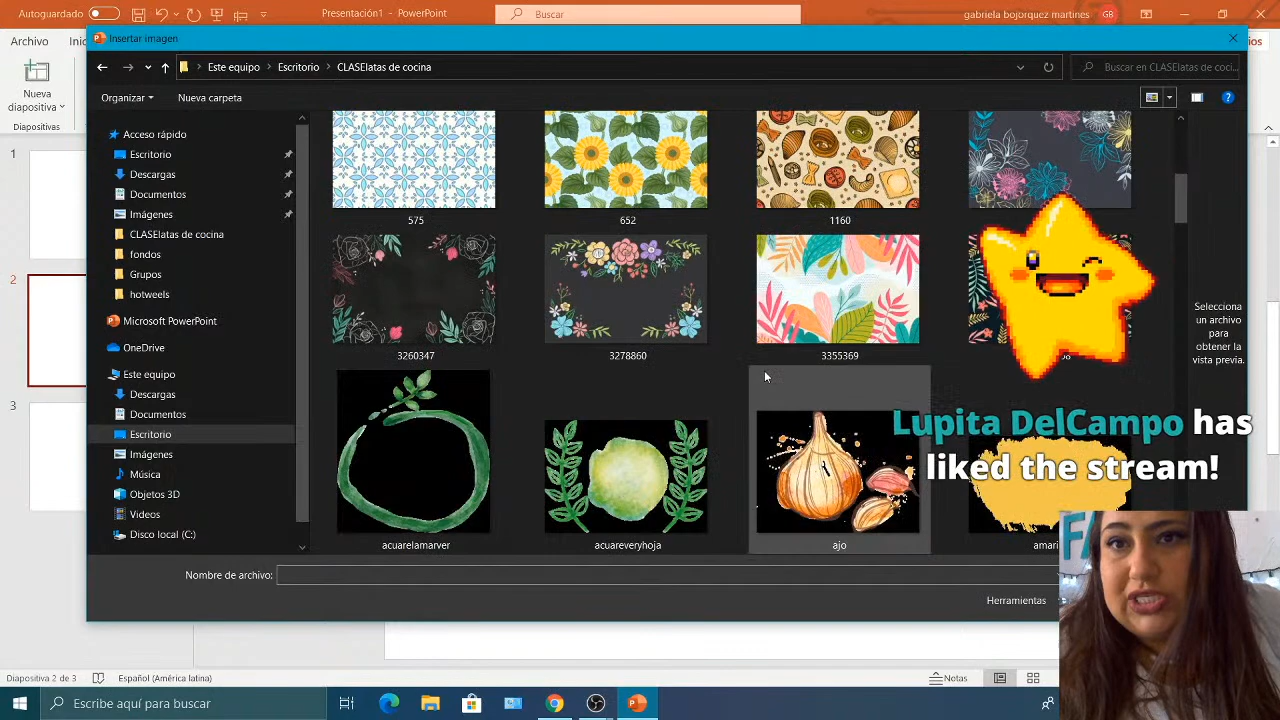 Autoguardado
Presentación1 - PowerPoint
Buscar
gabriela bojorquez martines
GB
Archivo
Insertar imagen
Este equipo
Escritorio
CLASElatas de cocina
Buscar en CLASElatas de coci...
Organizar
Nueva carpeta
Nueva
diapositiva
Diapositivas
Acceso rápido
Escritorio
Descargas
Documentos
Imágenes
CLASElatas de cocina
fondos
Grupos
hotweels
Microsoft PowerPoint
OneDrive
Este equipo
Descargas
Documentos
Escritorio
Imágenes
Música
Objetos 3D
Videos
Disco local (C:)
575
652
1160
3260347
3278860
3355369
acuarelamarver
acuareveryhoja
ajo
Selecciona
un archivo
para
obtener la
vista previa.
Lupita DelCampo has
liked the stream!
Nombre de archivo:
Herramientas
1
2
3
Diapositiva 2 de 3
Español (América latina)
Notas
Escribe aquí para buscar